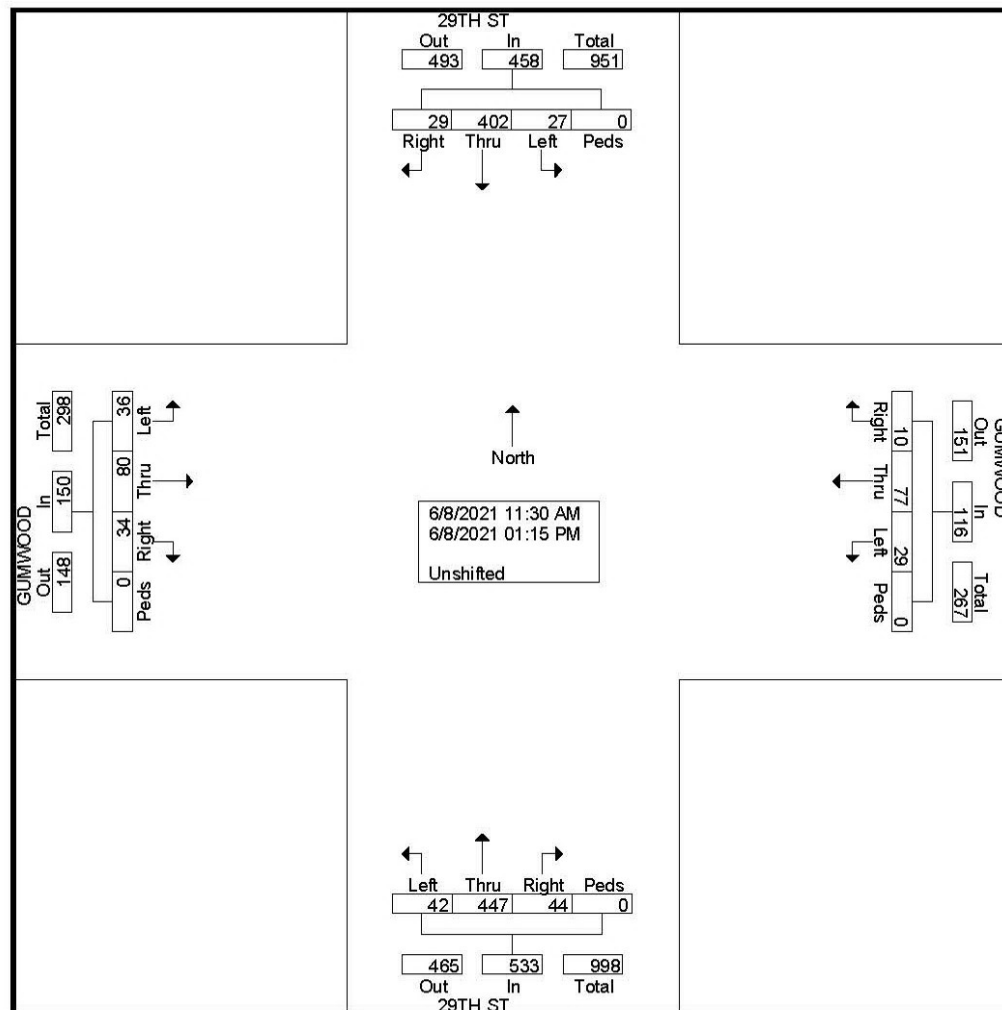 29TH ST
Out In Total
493 458 951
29 402 27 0
Right Thru Left Peds
Total In Out
298 150 148
GUMWOOD
36 80 34 0
Left Thru Right Peds
North
6/8/2021 11:30 AM
6/8/2021 01:15 PM
Unshifted
Right Thru Left Peds
10 77 29 0
GUMWOOD
Out In Total
151 116 267
Left Thru Right Peds
42 447 44 0
465 533 998
Out In Total
29TH ST